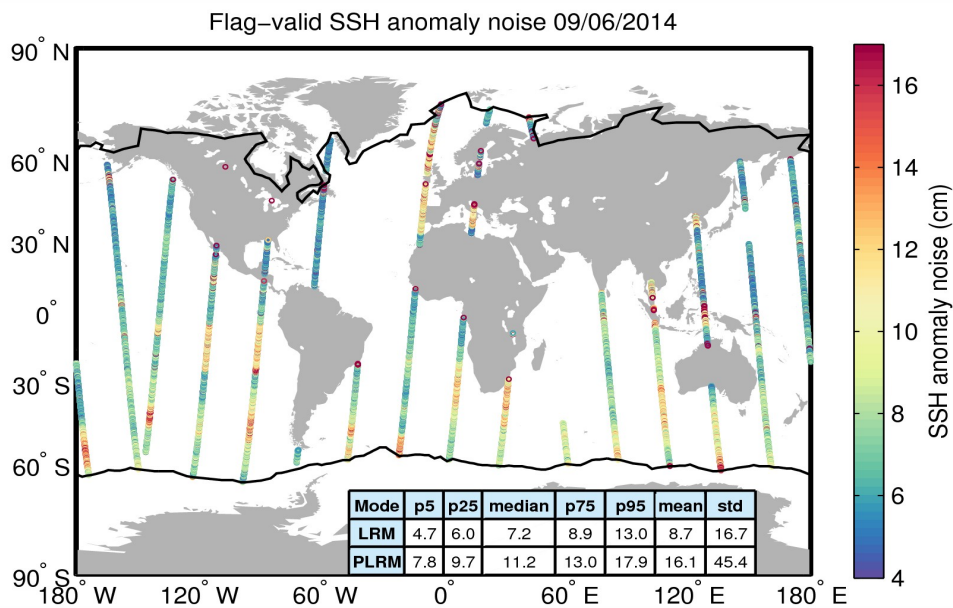 Flag−valid SSH anomaly noise 09/06/2014
90° N
60° N
30° N
0°
30° S
60° S
90° S
180° W 120° W 60° W 0° 60° E 120° E 180° E
Mode p5 p25 median p75 p95 mean std
LRM 4.7 6.0 7.2 8.9 13.0 8.7 16.7
PLRM 7.8 9.7 11.2 13.0 17.9 16.1 45.4
16
14
12
10
8
6
4
SSH anomaly noise (cm)